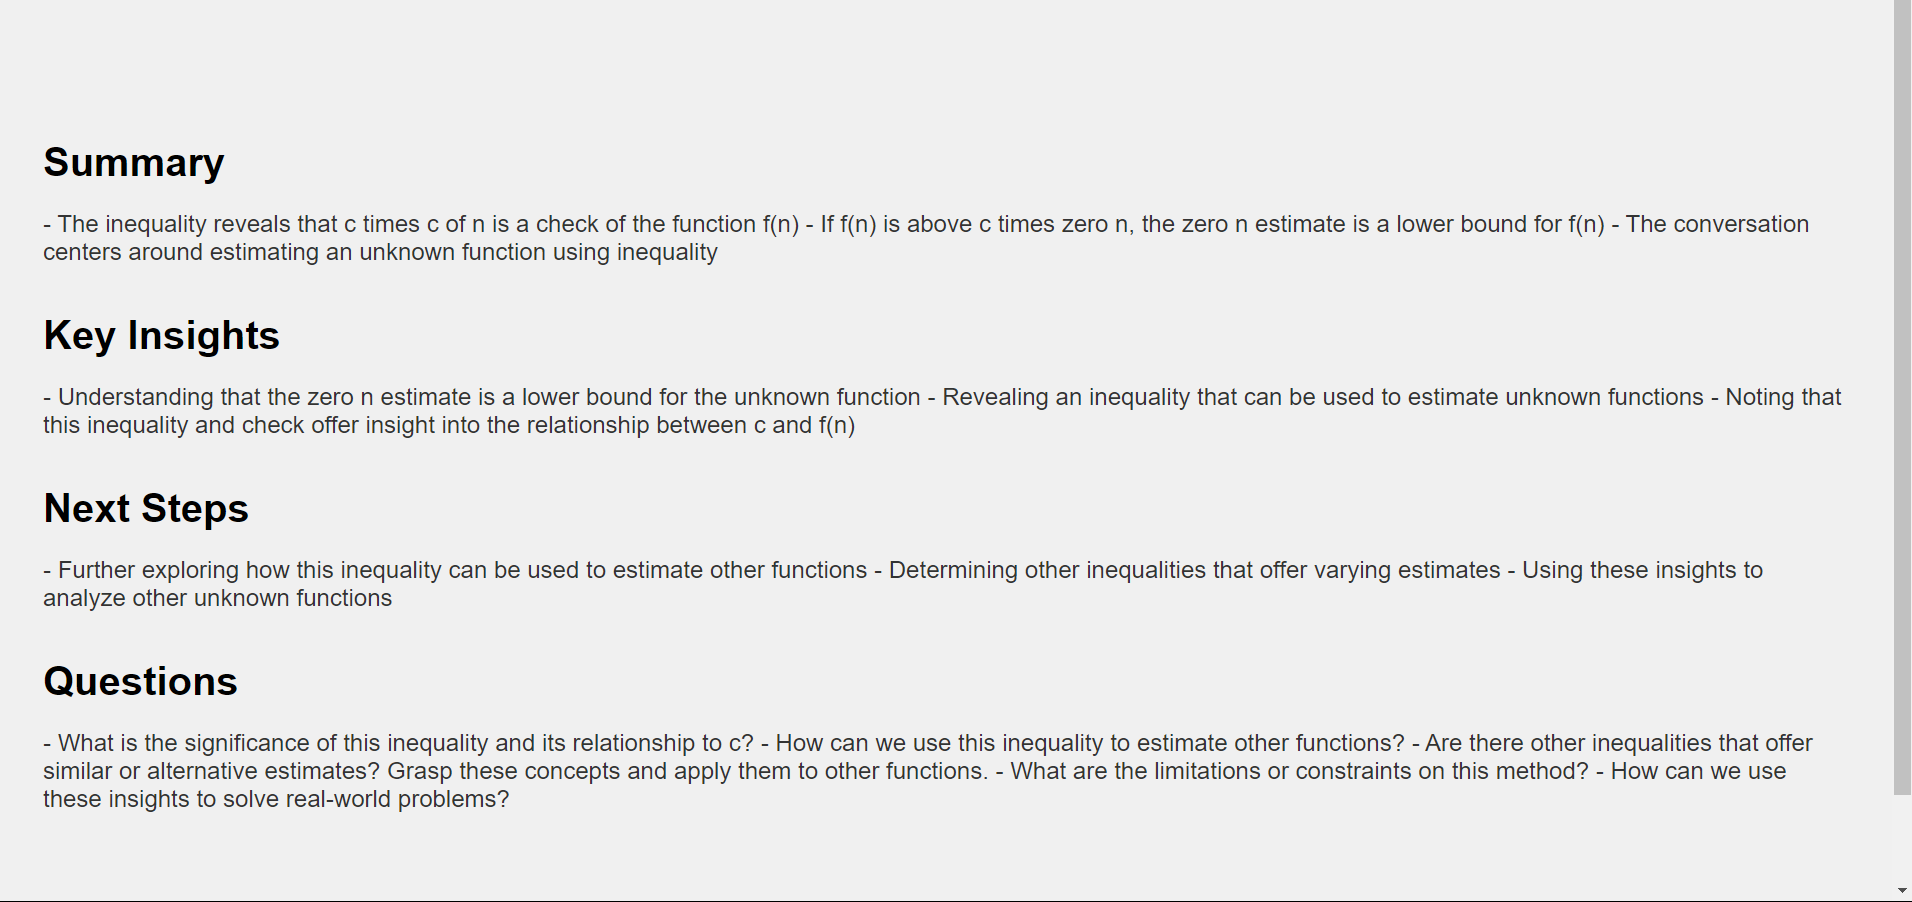 Summary
- The inequality reveals that c times c of n is a check of the function f(n) - If f(n) is above c times zero n, the zero n estimate is a lower bound for f(n) - The conversation
centers around estimating an unknown function using inequality
Key Insights
- Understanding that the zero n estimate is a lower bound for the unknown function - Revealing an inequality that can be used to estimate unknown functions - Noting that
this inequality and check offer insight into the relationship between c and f(n)
Next Steps
- Further exploring how this inequality can be used to estimate other functions - Determining other inequalities that offer varying estimates - Using these insights to
analyze other unknown functions
Questions
- What is the significance of this inequality and its relationship to c? - How can we use this inequality to estimate other functions? - Are there other inequalities that offer
similar or alternative estimates? Grasp these concepts and apply them to other functions. - What are the limitations or constraints on this method? - How can we use
these insights to solve real-world problems?